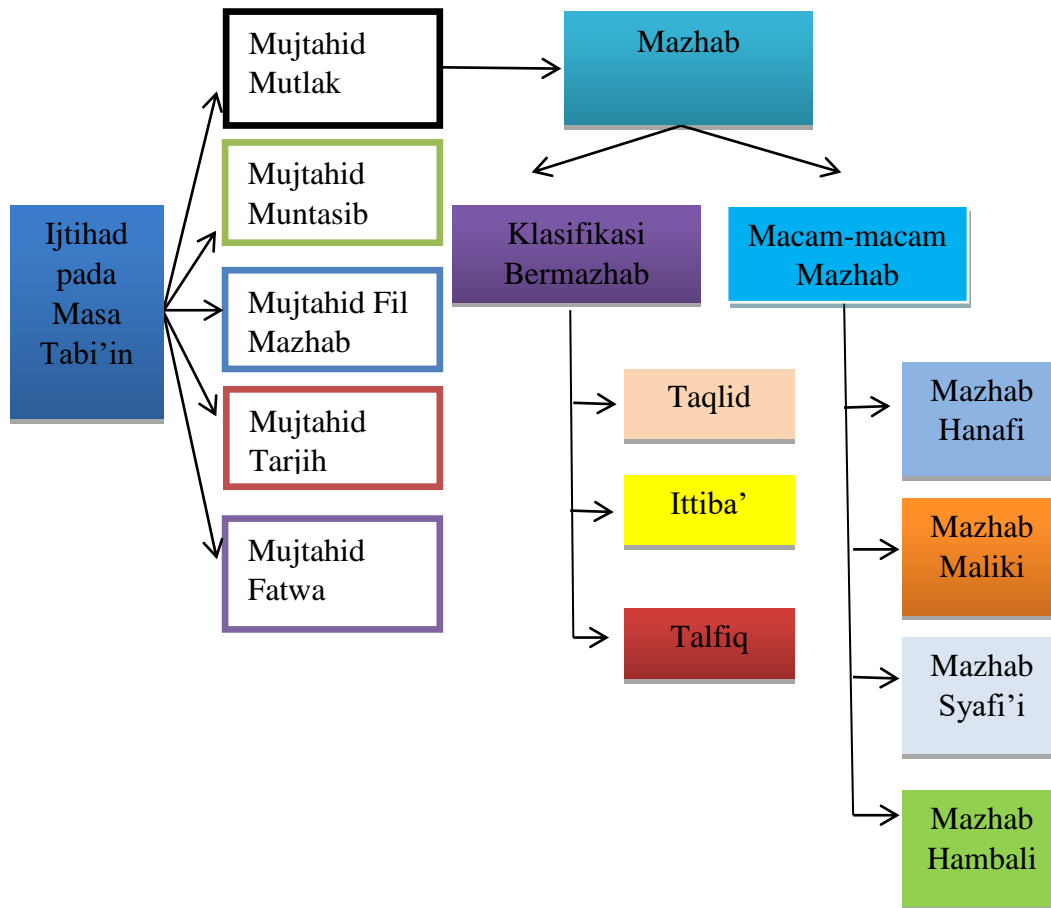 Ijtihad
pada
Masa
Tabi’in
Mujtahid
Mutlak
Mujtahid
Muntasib
Mujtahid Fil
Mazhab
Mujtahid
Tarjih
Mujtahid
Fatwa
Mazhab
Klasifikasi
Bermazhab
Taqlid
Ittiba’
Talfiq
Macam-macam
Mazhab
Mazhab
Hanafi
Mazhab
Maliki
Mazhab
Syafi’i
Mazhab
Hambali